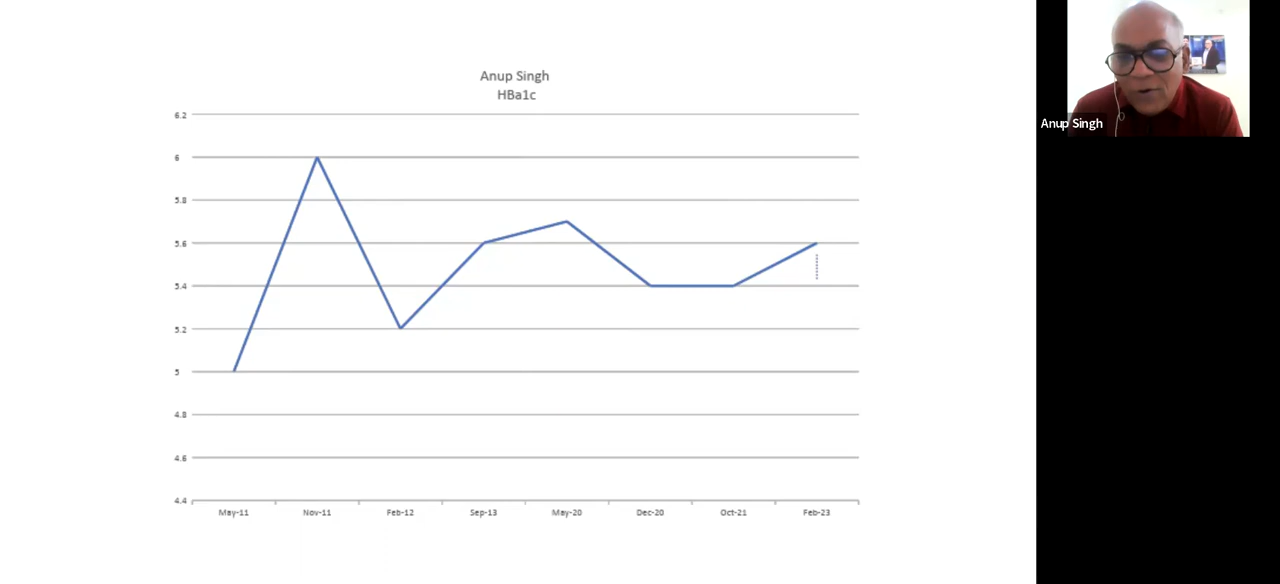 Anup Singh
HBa1c
6.2
6
5.8
5.6
5.4
5.2
5
4.8
4.6
4.4
May-11 Nov-11 Feb-12 Sep-13 May-20 Dec-20 Oct-21 Feb-23
Anup Singh